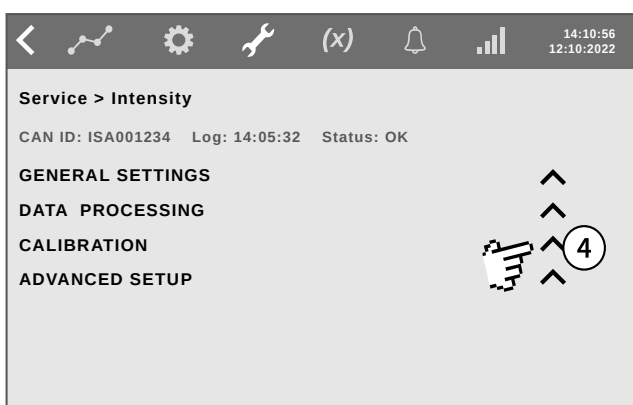 (x)
14:10:56
12:10:2022
Service > Intensity
CAN ID: ISA001234 Log: 14:05:32 Status: OK
GENERAL SETTINGS
DATA PROCESSING
CALIBRATION
4
ADVANCED SETUP